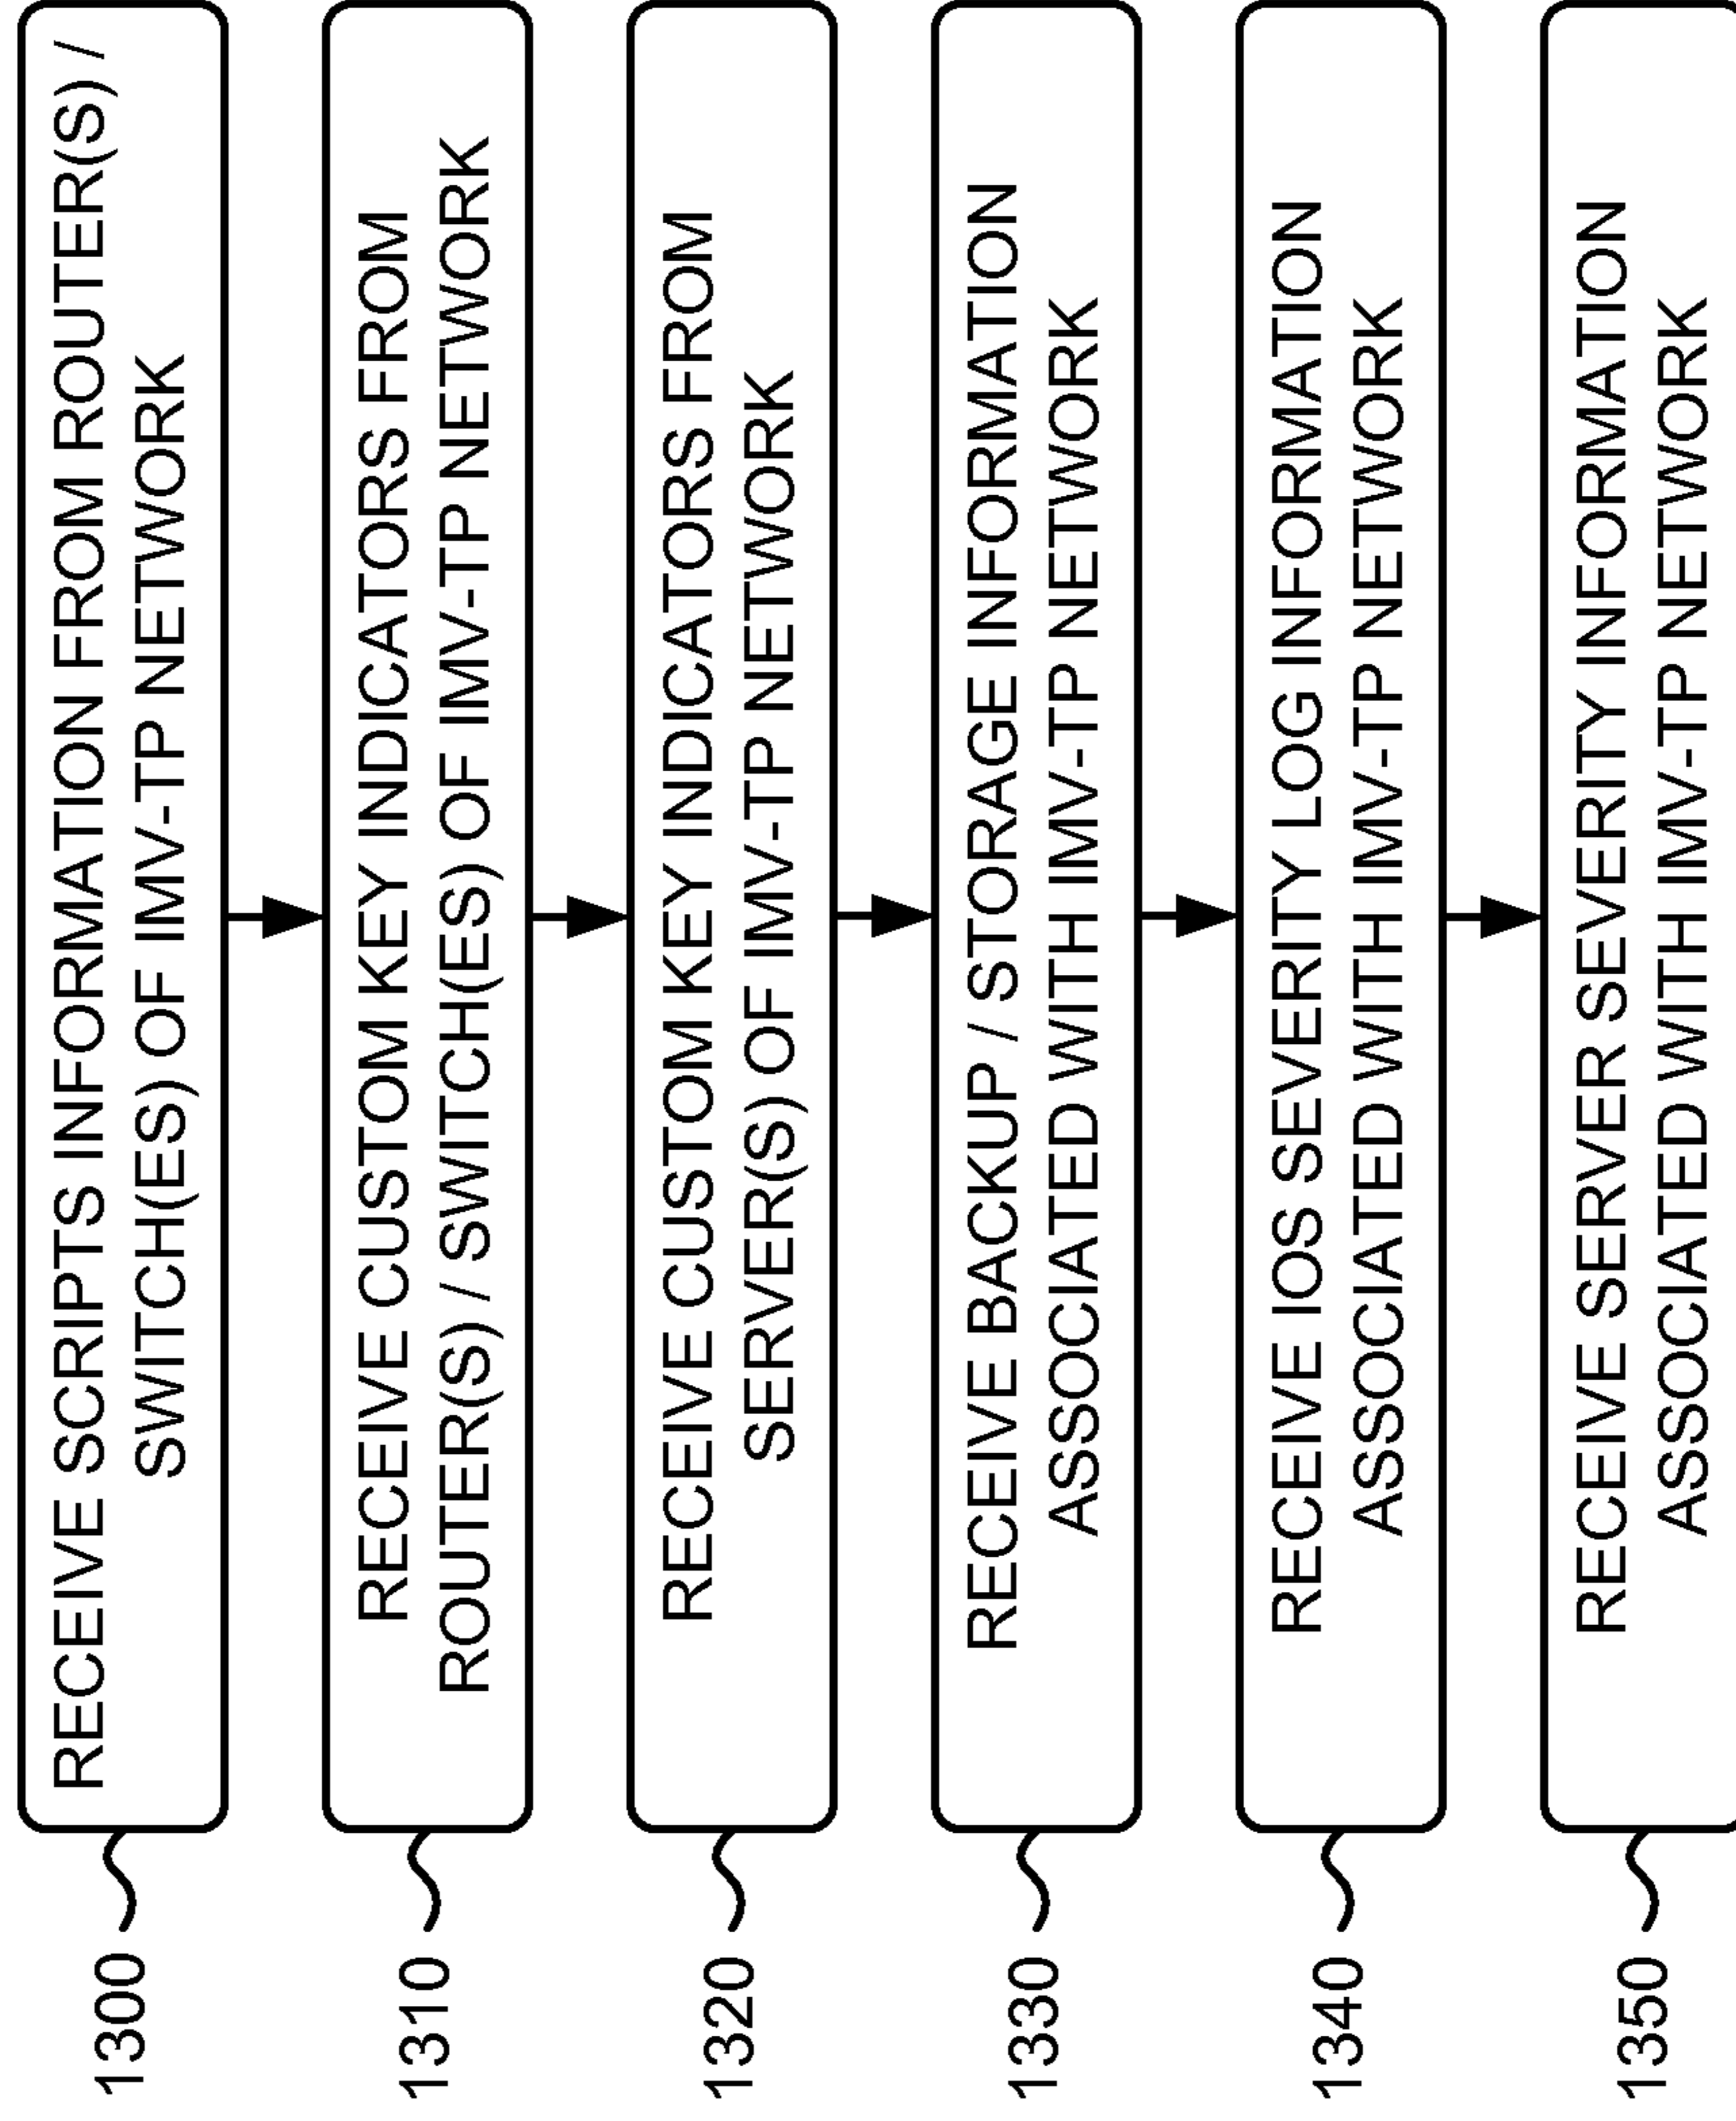 1300
RECEIVE SCRIPTS INFORMATION FROM ROUTER(S) /
SWITCH(ES) OF IMV-TP NETWORK
1310
RECEIVE CUSTOM KEY INDICATORS FROM
ROUTER(S) / SWITCH(ES) OF IMV-TP NETWORK
1320
RECEIVE CUSTOM KEY INDICATORS FROM
SERVER(S) OF IMV-TP NETWORK
1330
RECEIVE BACKUP / STORAGE INFORMATION
ASSOCIATED WITH IMV-TP NETWORK
1340
RECEIVE IOS SEVERITY LOG INFORMATION
ASSOCIATED WITH IMV-TP NETWORK
1350
RECEIVE SERVER SEVERITY INFORMATION
ASSOCIATED WITH IMV-TP NETWORK